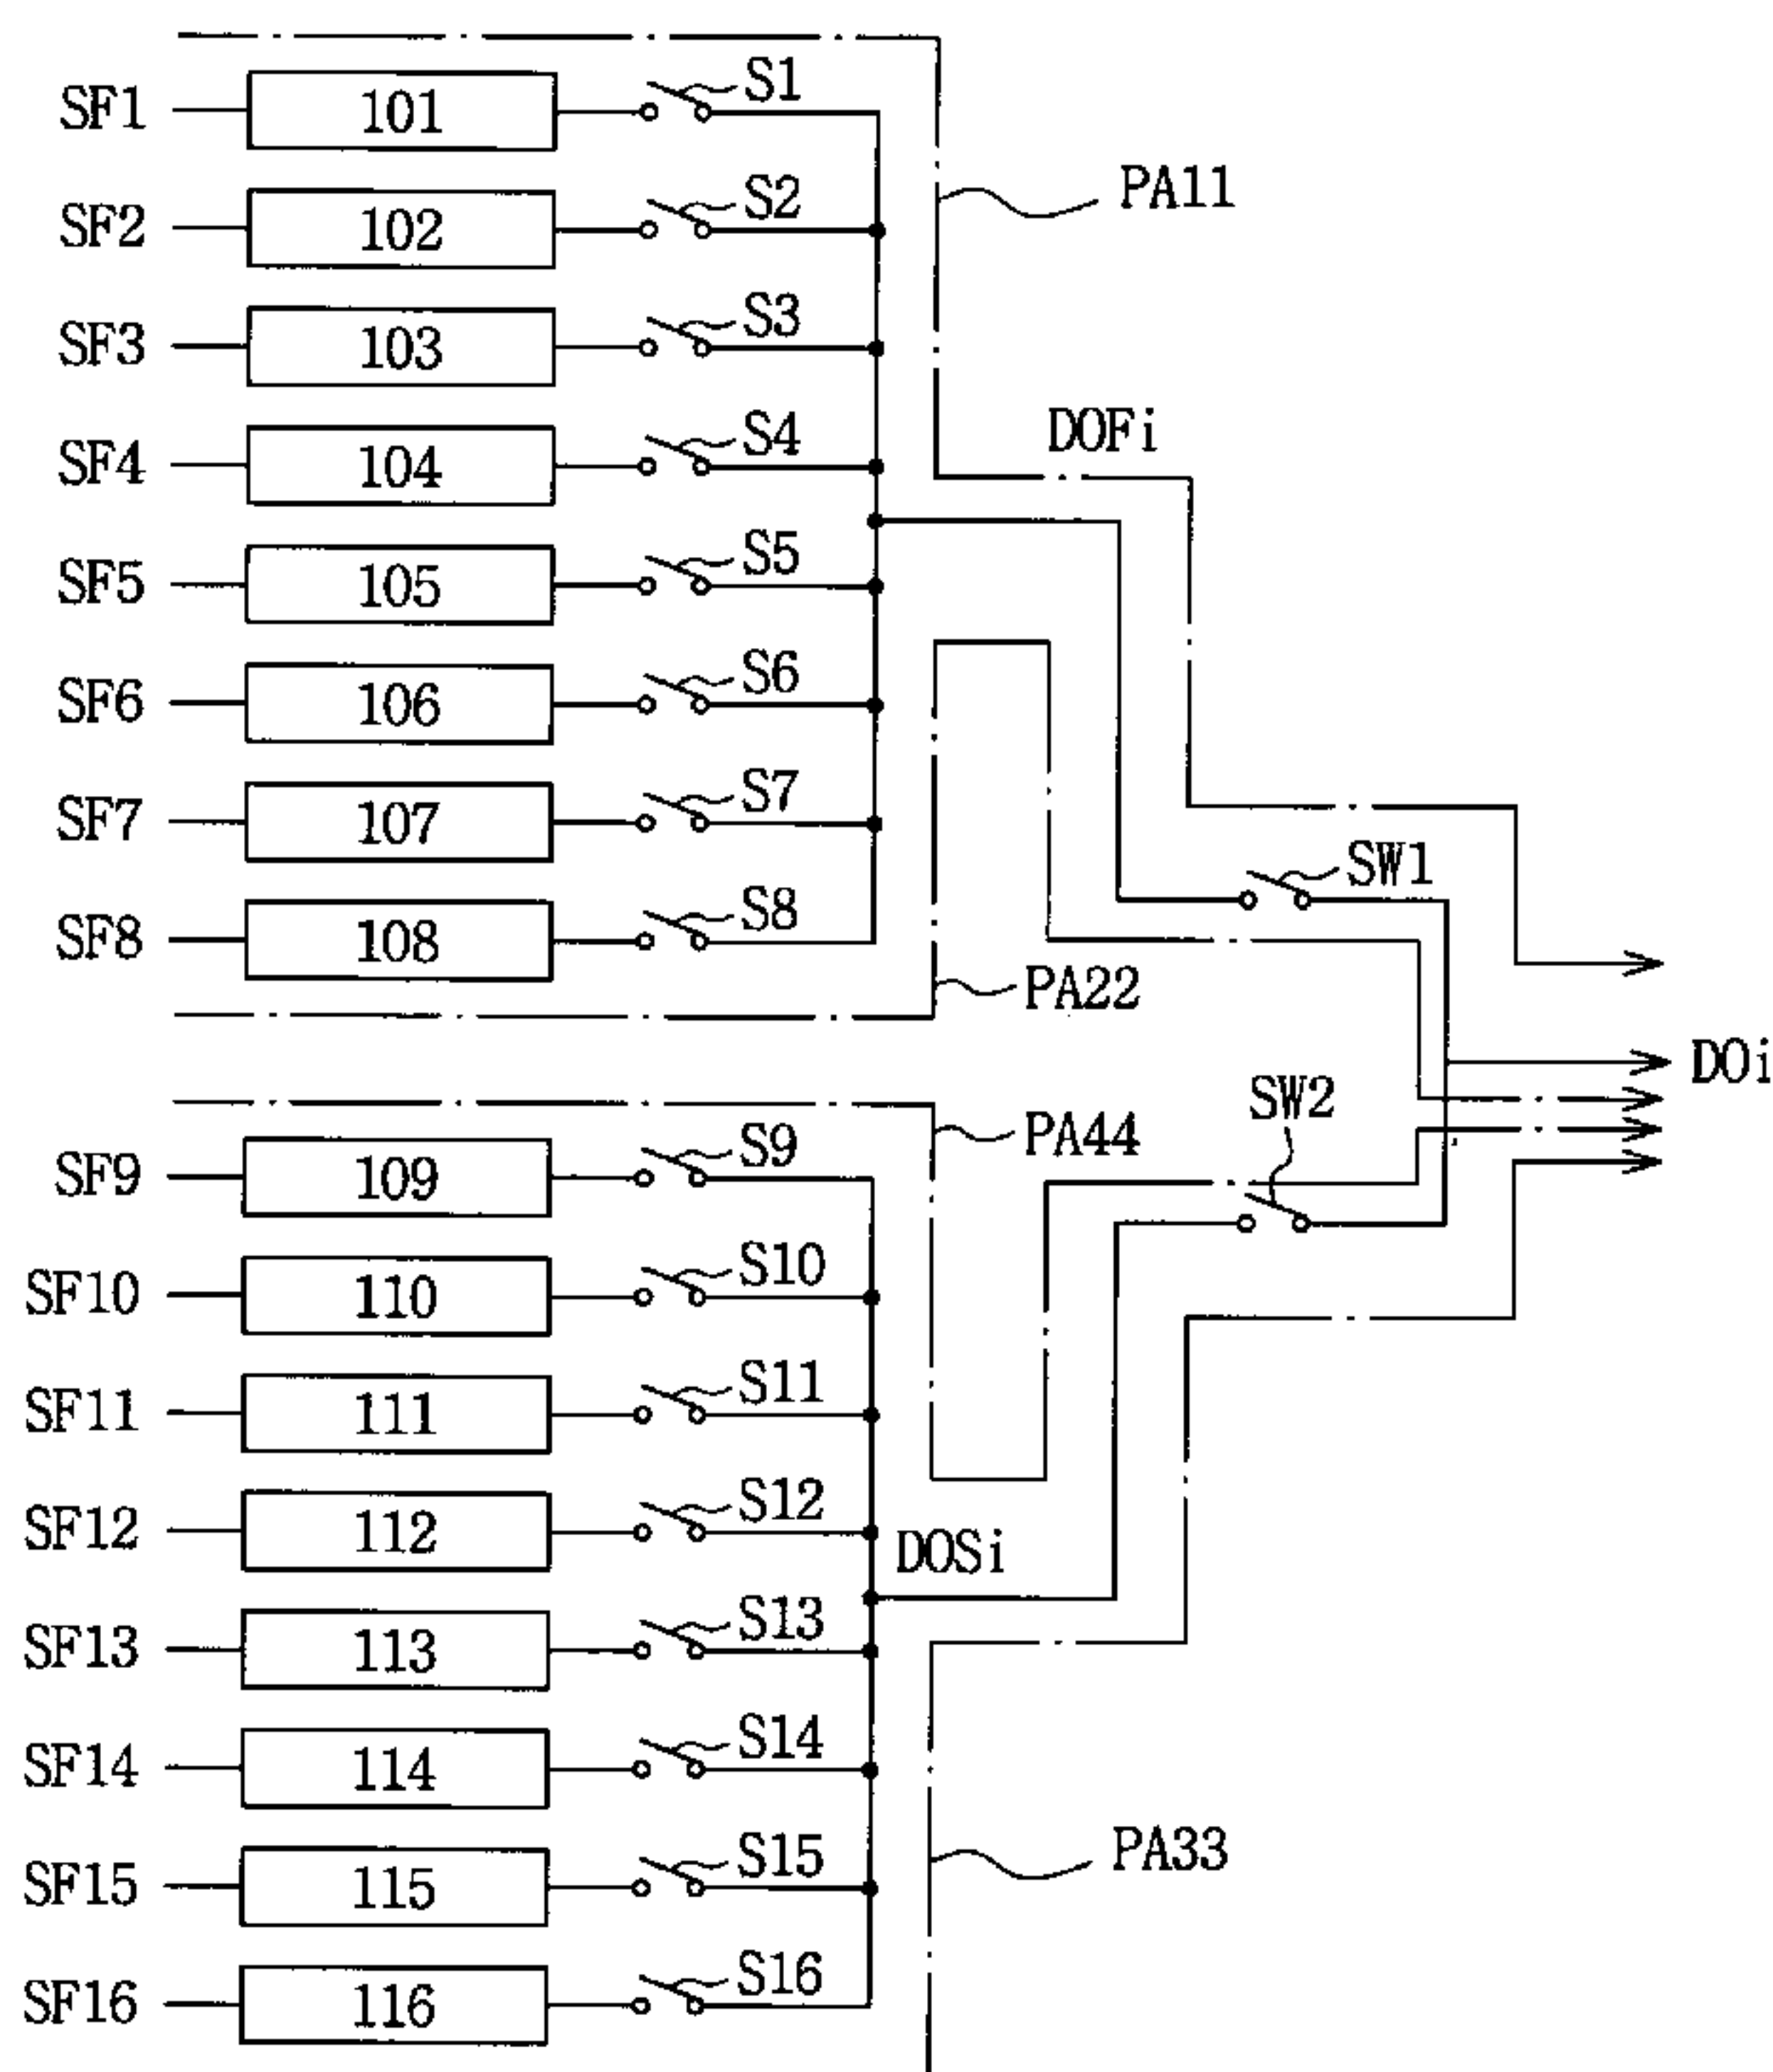 SF1 101 S1
PA11
SF2 102 S2
SF3 103 S3
DOFi
SF4 104 S4
SF5 105 S5
SF6 106 S6
SF7 107 S7
SW1
SF8 108 S8
PA22
DOi
SW2
PA44
SF9 109 S9
SF10 110 S10
SF11 111 S11
SF12 112 S12
DOSi
SF13 113 S13
SF14 114 S14
SF15 115 S15
PA33
SF16 116 S16